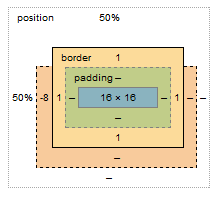 position 50%
border 1
padding –
50% -8 1 – 16 × 16 – 1 – –
–
1
–
–